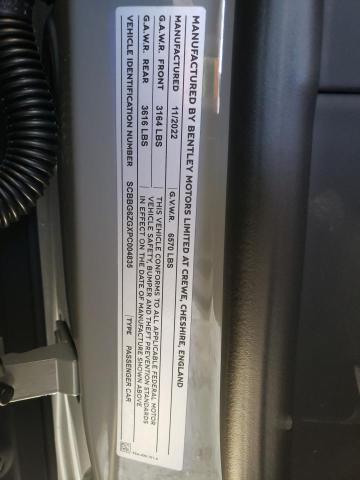 MANUFACTURED BY BENTLEY MOTORS LIMITED AT CREWE, CHESHIRE, ENGLAND
MANUFACTURED 11/2022 G.V.W.R. 6570 LBS
G.A.W.R. FRONT 3164 LBS
G.A.W.R. REAR 3616 LBS
THIS VEHICLE CONFORMS TO ALL APPLICABLE FEDERAL MOTOR
VEHICLE SAFETY, BUMPER AND THEFT PREVENTION STANDARDS
IN EFFECT ON THE DATE OF MANUFACTURE SHOWN ABOVE
VEHICLE IDENTIFICATION NUMBER SCBBG6ZGXPC004835 TYPE PASSENGER CAR